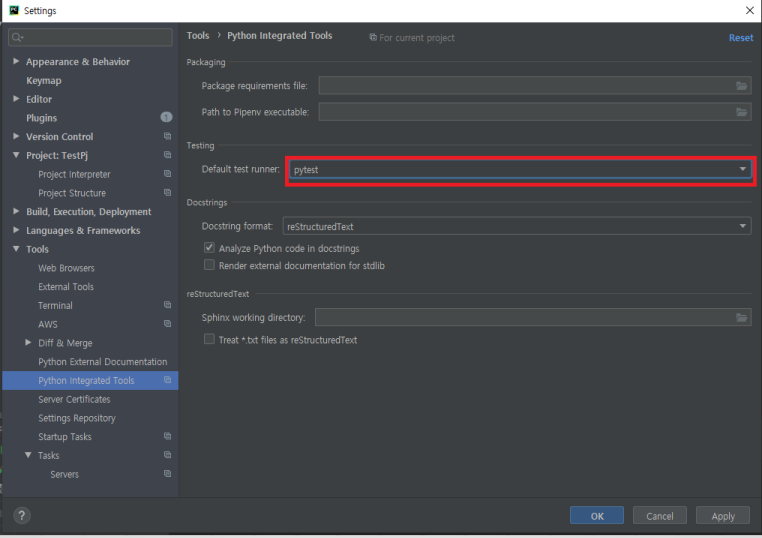 Settings
Appearance & Behavior
Keymap
Editor
Plugins
1
Version Control
Project: TestPj
Project Interpreter
Project Structure
Build, Execution, Deployment
Languages & Frameworks
Tools
Web Browsers
External Tools
Terminal
AWS
Diff & Merge
Python External Documentation
Python Integrated Tools
Server Certificates
Settings Repository
Startup Tasks
Tasks
Servers
?
Tools › Python Integrated Tools
For current project
Reset
Packaging
Package requirements file:
Path to Pipenv executable:
Testing
Default test runner: pytest
Docstrings
Docstring format: reStructuredText
Analyze Python code in docstrings
Render external documentation for stdlib
reStructuredText
Sphinx working directory:
Treat *.txt files as reStructuredText
OK Cancel Apply